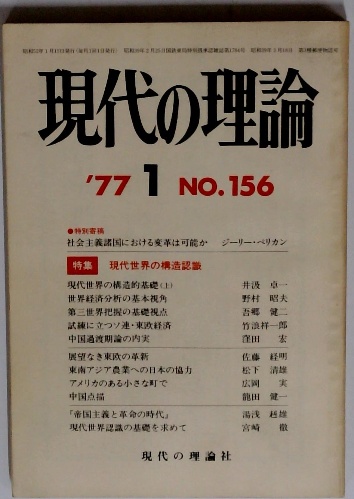 現代の理論
'77 1 NO.156
●特別寄稿
社会主義諸国における変革は可能か ジーリー・ペリカン
特集 現代世界の構造認識
現代世界の構造的基礎(上) 井汲 卓一
世界経済分析の基本視角 野村 昭夫
第三世界把握の基礎視点 吾郷 健二
試練に立つソ連・東欧経済 竹浪祥一郎
中国過渡期論の内実 窪田 宏
展望なき東欧の革新 佐藤 経明
東南アジア農業への日本の協力 松下 清雄
アメリカのある小さな町で 広岡 実
中国点描 龍田 健一
「帝国主義と革命の時代」 湯浅 赳雄
現代世界認識の基礎を求めて 宮崎 徹
現代の理論社